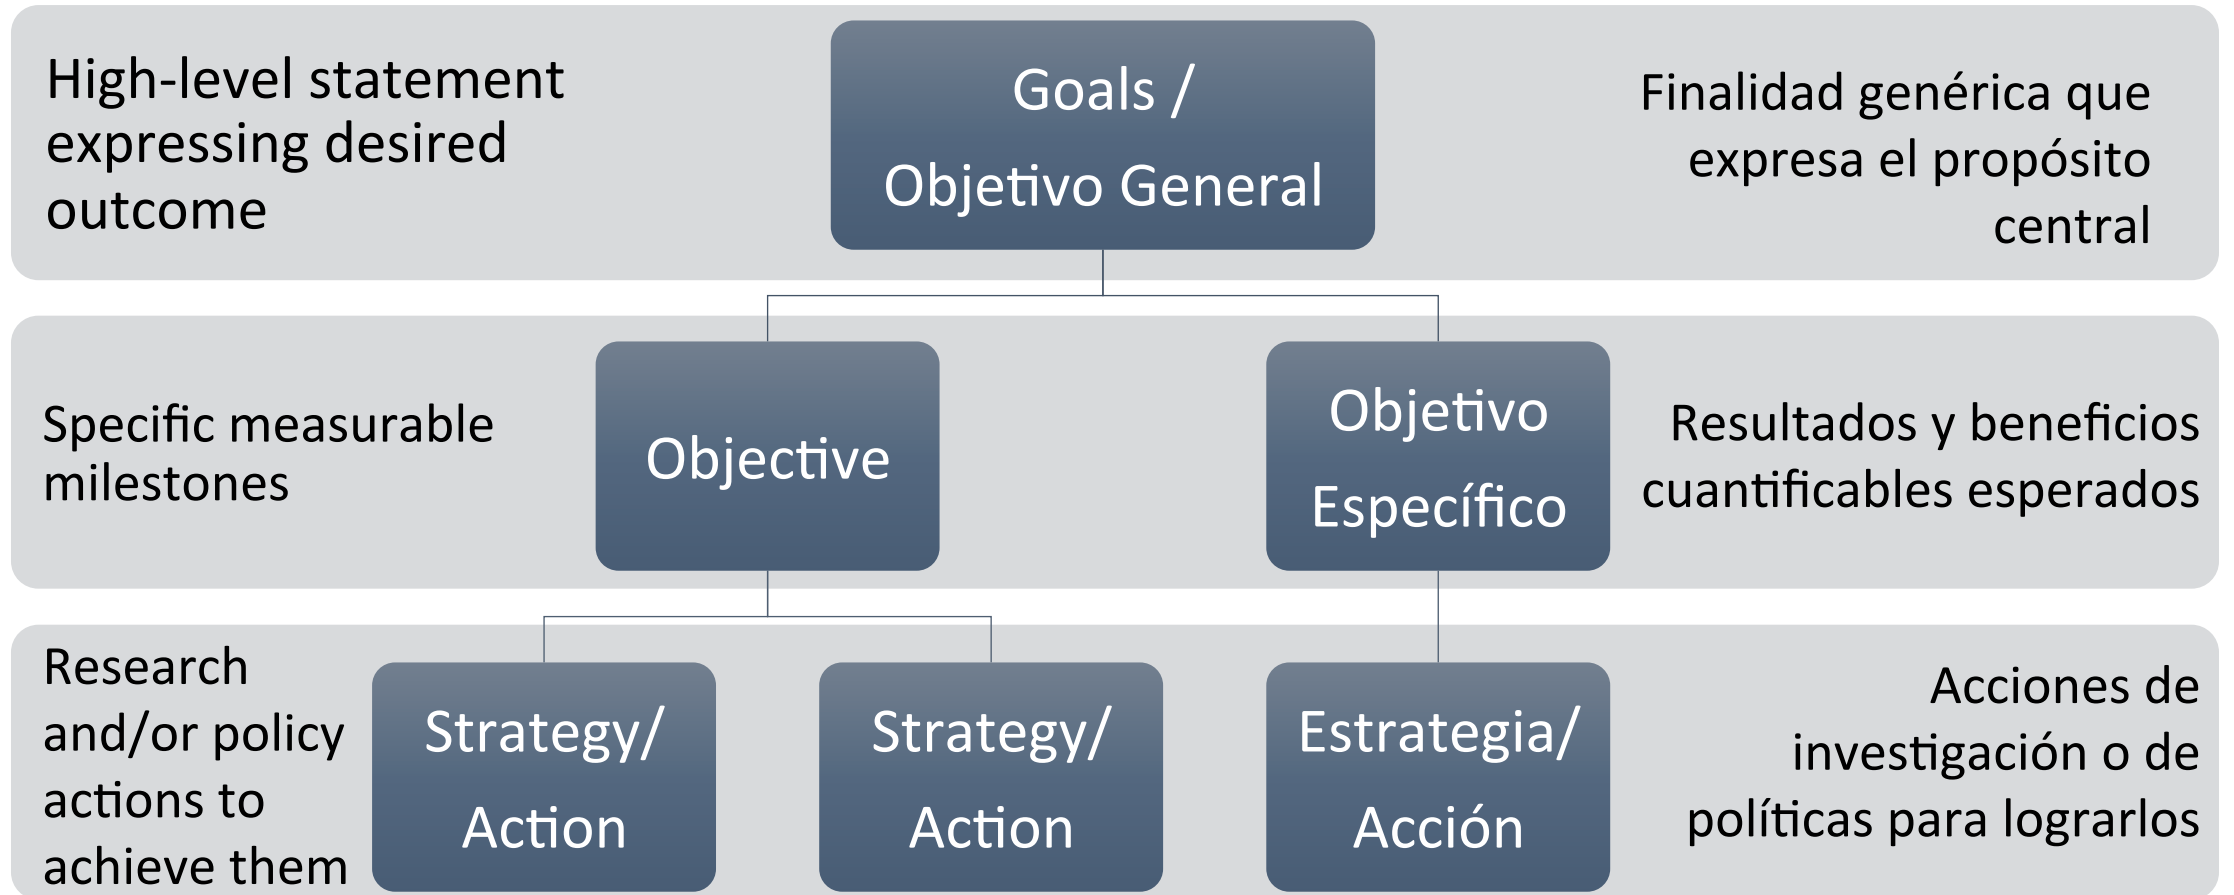 High-level statement
expressing desired
outcome
Goals /
Objetivo General
Finalidad genérica que
expresa el propósito
central
Specific measurable
milestones
Objective
Objetivo
Específico
Resultados y beneficios
cuantificables esperados
Research
and/or policy
actions to
achieve them
Strategy/
Action
Strategy/
Action
Estrategia/
Acción
Acciones de
investigación o de
políticas para lograrlos